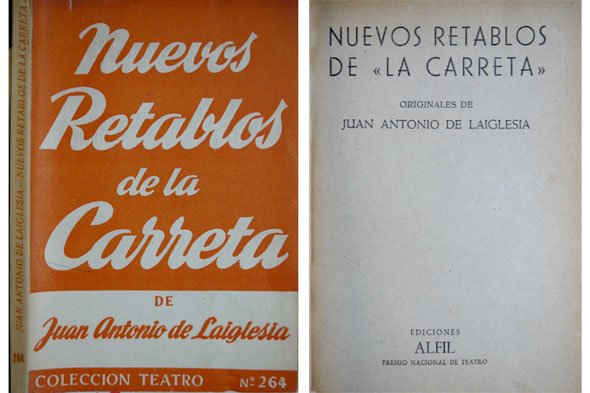 JUAN ANTONIO DE LAIGLESIA — NUEVOS RETABLOS DE LA CARRETA
264
Nuevos
Retablos
de la
Carreta
DE
Juan Antonio de Laiglesia
COLECCION TEATRO Nº 264
NUEVOS RETABLOS
DE «LA CARRETA»
ORIGINALES DE
JUAN ANTONIO DE LAIGLESIA
EDICIONES
ALFIL
PREMIO NACIONAL DE TEATRO